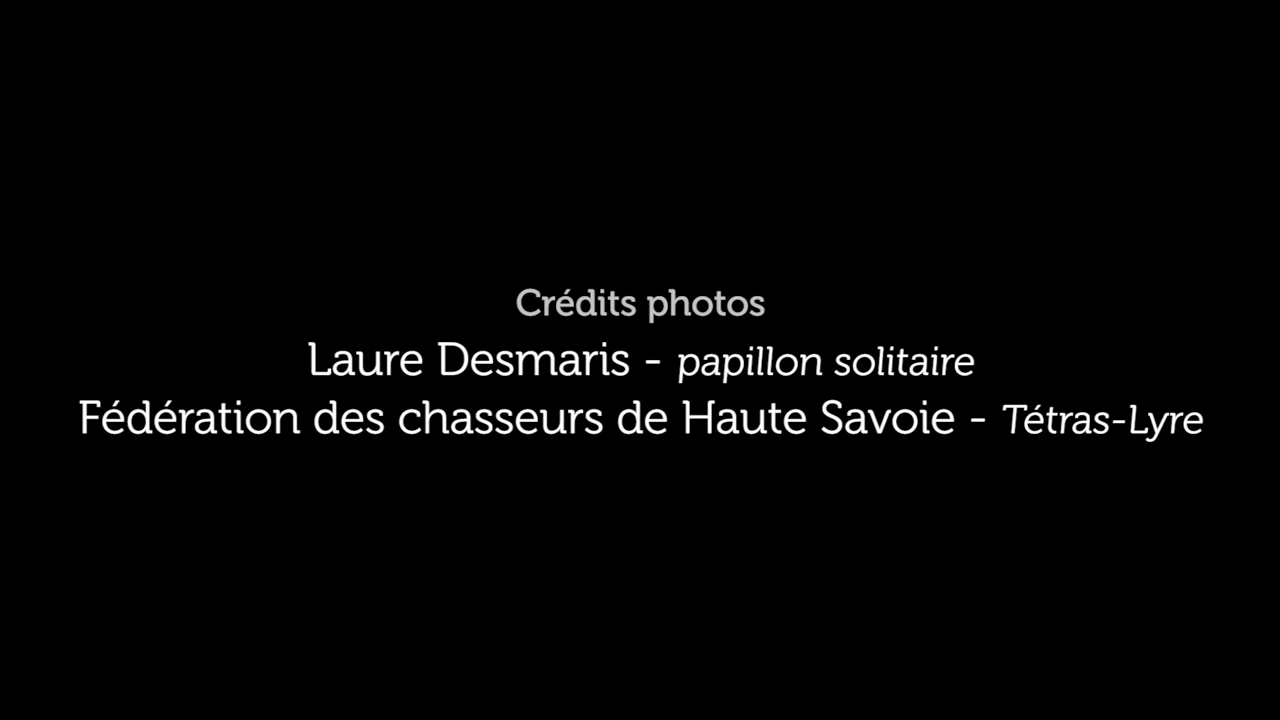 Crédits photos
Laure Desmaris - papillon solitaire
Fédération des chasseurs de Haute Savoie - Tétras-Lyre